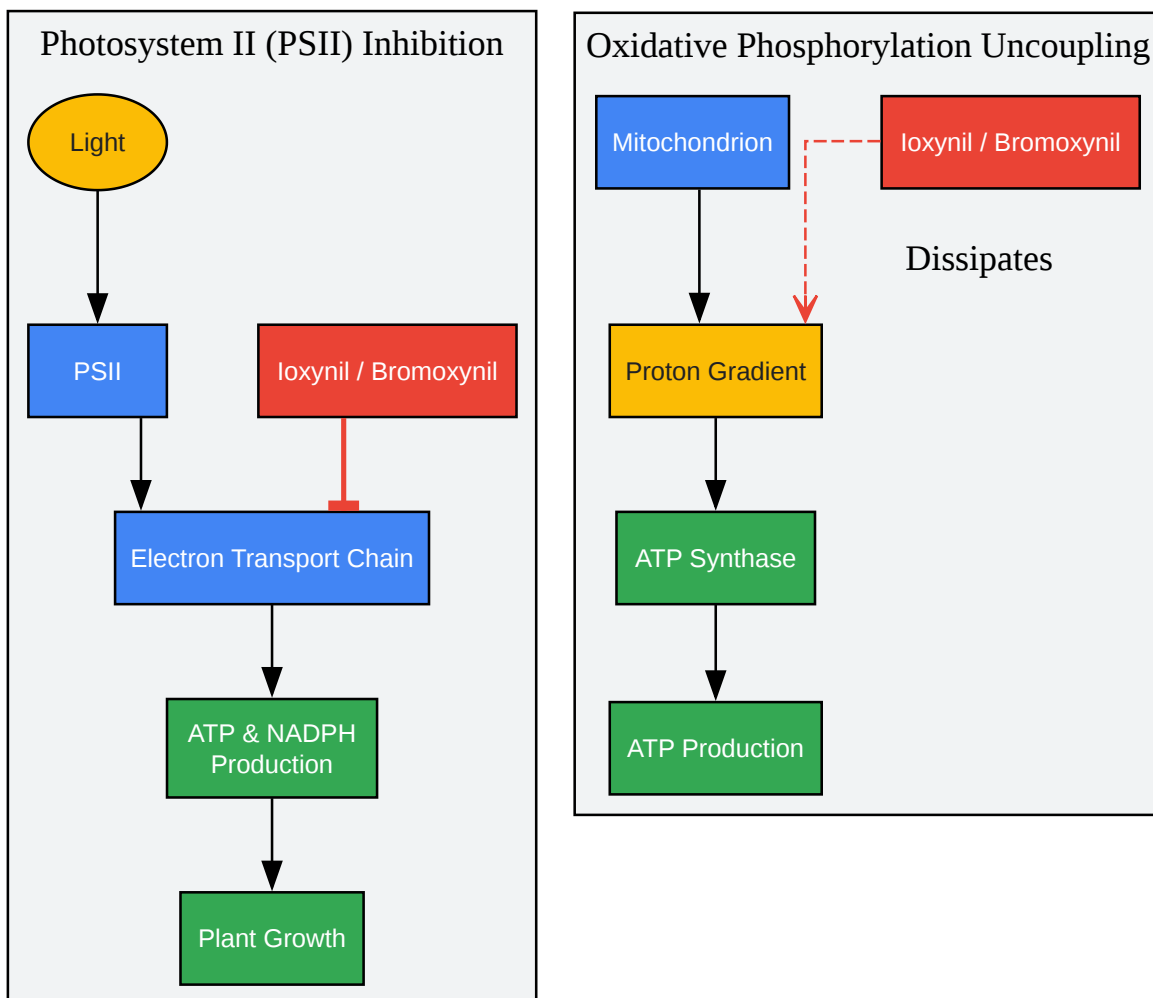 Photosystem II (PSII) Inhibition
Light
PSII
Ioxynil / Bromoxynil
Electron Transport Chain
ATP & NADPH
Production
Plant Growth
Oxidative Phosphorylation Uncoupling
Mitochondrion
Ioxynil / Bromoxynil
Dissipates
Proton Gradient
ATP Synthase
ATP Production